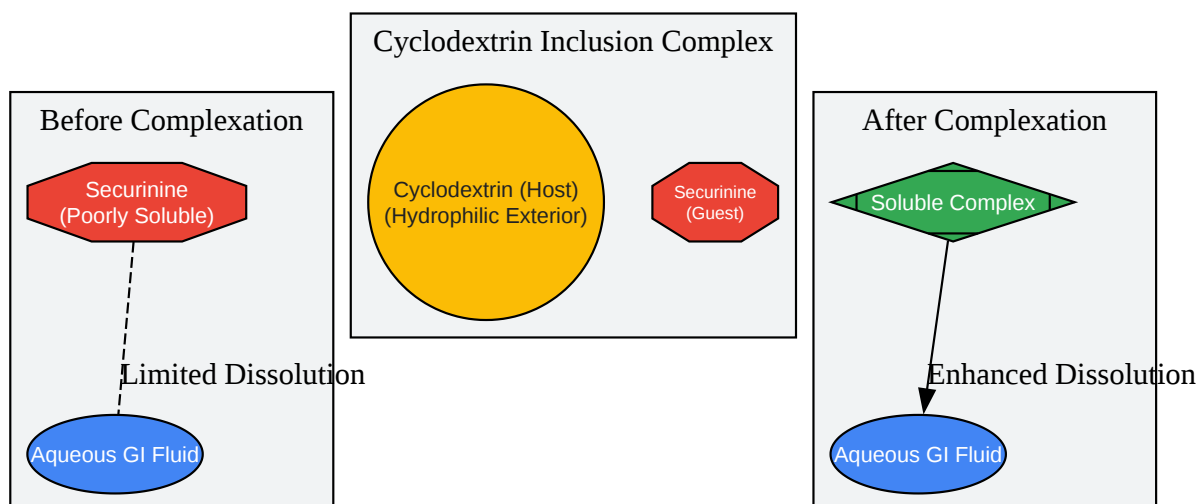 Before Complexation
Securinine
(Poorly Soluble)
Limited Dissolution
Aqueous GI Fluid
Cyclodextrin Inclusion Complex
Cyclodextrin (Host)
(Hydrophilic Exterior)
Securinine
(Guest)
After Complexation
Soluble Complex
Enhanced Dissolution
Aqueous GI Fluid